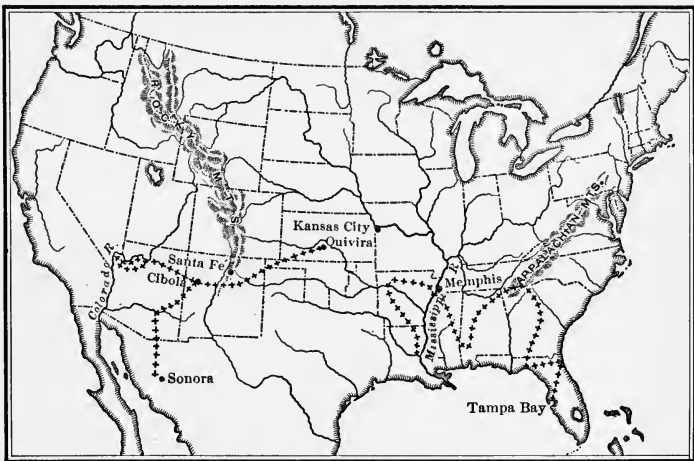 ROCKY MTS.
Kansas City
Quivira
APPALACHIAN MTS.
Santa Fe
Cibola
Colorado R.
Memphis
Mississippi R.
Sonora
Tampa Bay